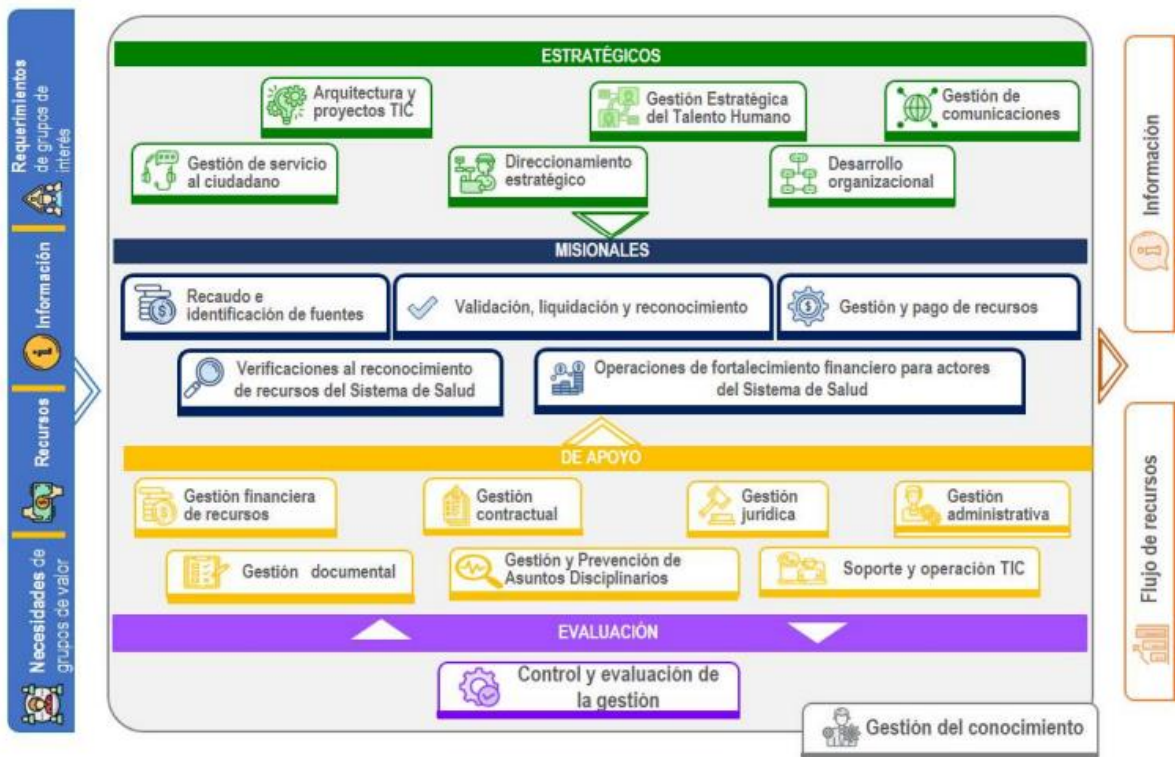 Requerimientos
de grupos de
interés
Información
Recursos
Necesidades de
grupos de valor
ESTRATÉGICOS
Arquitectura y
proyectos TIC
Gestión Estratégica
del Talento Humano
Gestión de
comunicaciones
Gestión de servicio
al ciudadano
Direccionamiento
estratégico
Desarrollo
organizacional
MISIONALES
Recaudo e
identificación de fuentes
Validación, liquidación y reconocimiento
Gestión y pago de recursos
Verificaciones al reconocimiento
de recursos del Sistema de Salud
Operaciones de fortalecimiento financiero para actores
del Sistema de Salud
DE APOYO
Gestión financiera
de recursos
Gestión
contractual
Gestión
jurídica
Gestión
administrativa
Gestión documental
Gestión y Prevención de
Asuntos Disciplinarios
Soporte y operación TIC
EVALUACIÓN
Control y evaluación de
la gestión
Gestión del conocimiento
Información
Flujo de recursos